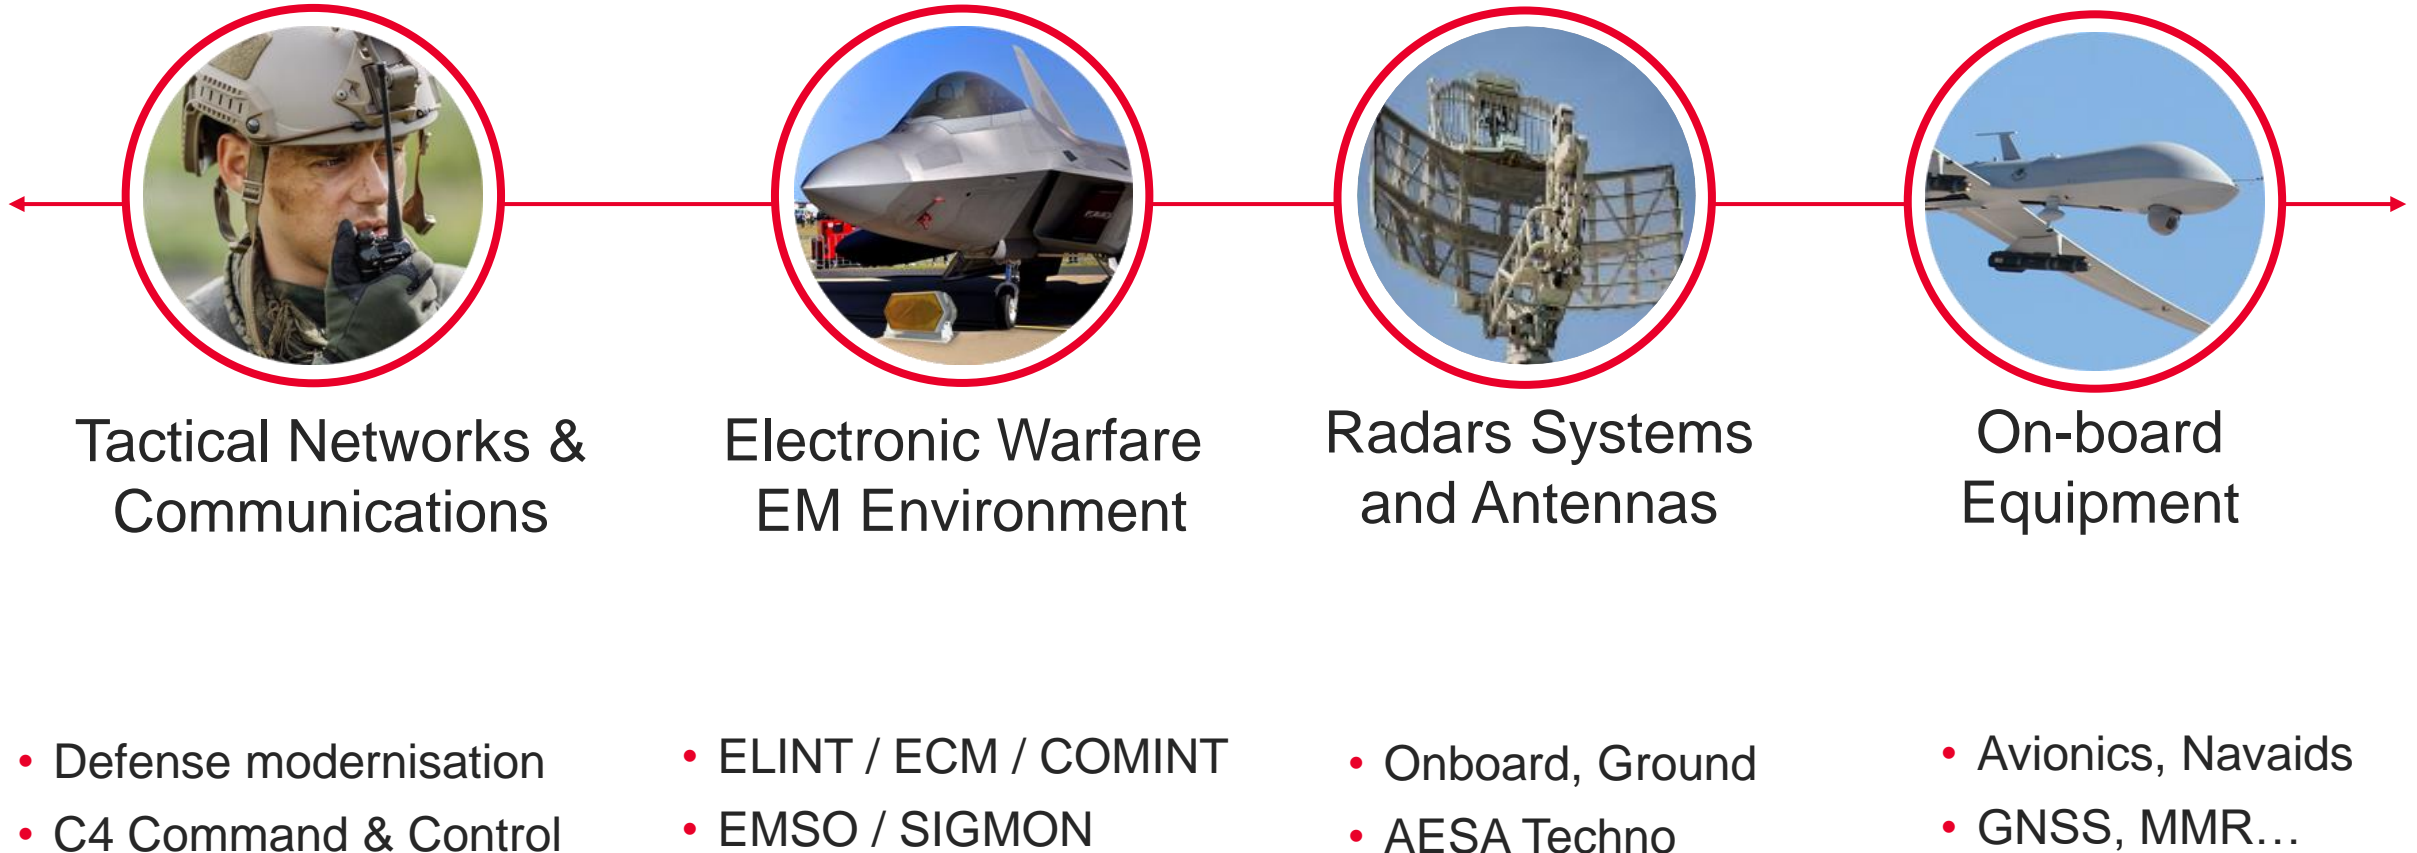 Tactical Networks &
Communications
Electronic Warfare
EM Environment
Radars Systems
and Antennas
On-board
Equipment
• Defense modernisation
• C4 Command & Control
• ELINT / ECM / COMINT
• EMSO / SIGMON
• Onboard, Ground
• AESA Techno
• Avionics, Navaids
• GNSS, MMR…